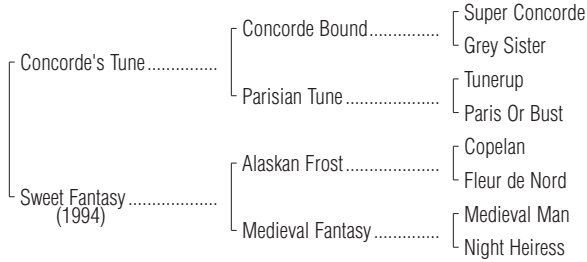 Super Concorde
Concorde Bound................
Grey Sister
Concorde's Tune...............
Tunerup
Parisian Tune .....................
Paris Or Bust
Copelan
Alaskan Frost.....................
Fleur de Nord
Sweet Fantasy ...................
(1994)
Medieval Man
Medieval Fantasy...............
Night Heiress